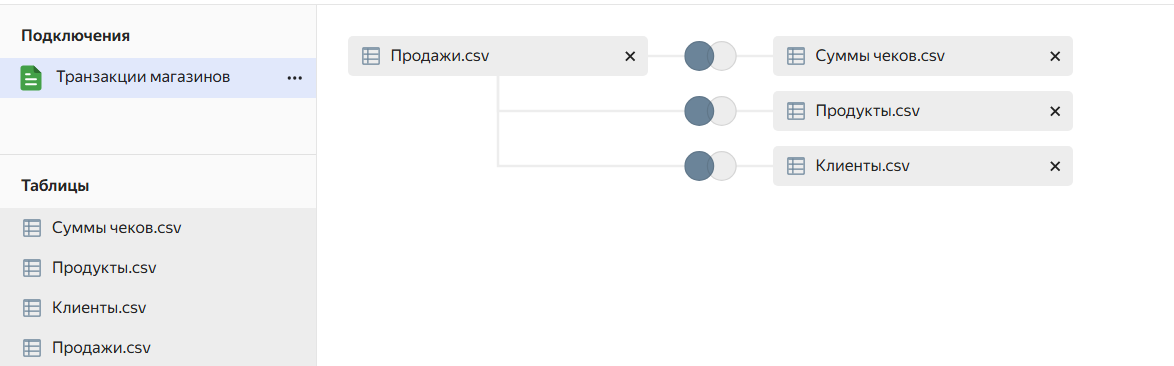 Подключения
Транзакции магазинов
Таблицы
Суммы чеков.csv
Продукты.csv
Клиенты.csv
Продажи.csv
Продажи.csv
Суммы чеков.csv
Продукты.csv
Клиенты.csv